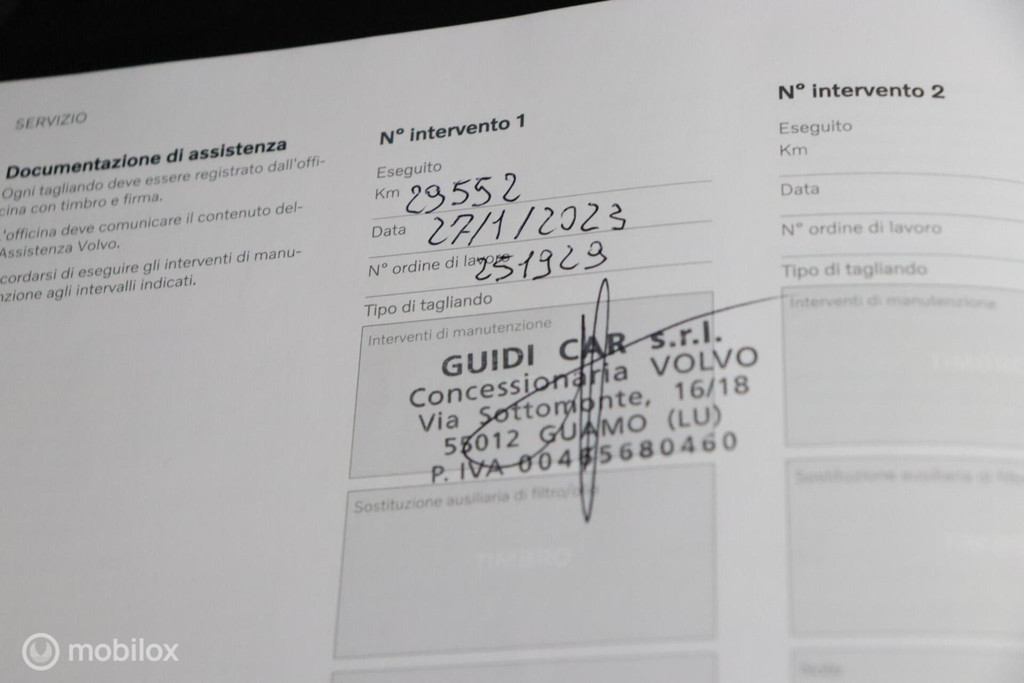 SERVIZIO
Documentazione di assistenza
Ogni tagliando deve essere registrato dall'offi-
cina con timbro e firma.
L'officina deve comunicare il contenuto del-
Assistenza Volvo.
cordarsi di eseguire gli interventi di manu-
nzione agli intervalli indicati.
N° intervento 1
Eseguito
Km 29552
Data 27/1/2023
N° ordine di lavoro 251929
Tipo di tagliando
Interventi di manutenzione
GUIDI CAR s.r.l.
Concessionaria VOLVO
Via Sottomonte, 16/18
55012 GUAMO (LU)
P. IVA 00465680460
Sostituzione ausiliaria di filtro/olio
TIMBRO
N° intervento 2
Eseguito
Km
Data
N° ordine di lavoro
Tipo di tagliando
Interventi di manutenzione
Sostituzione ausiliaria di
mobilox